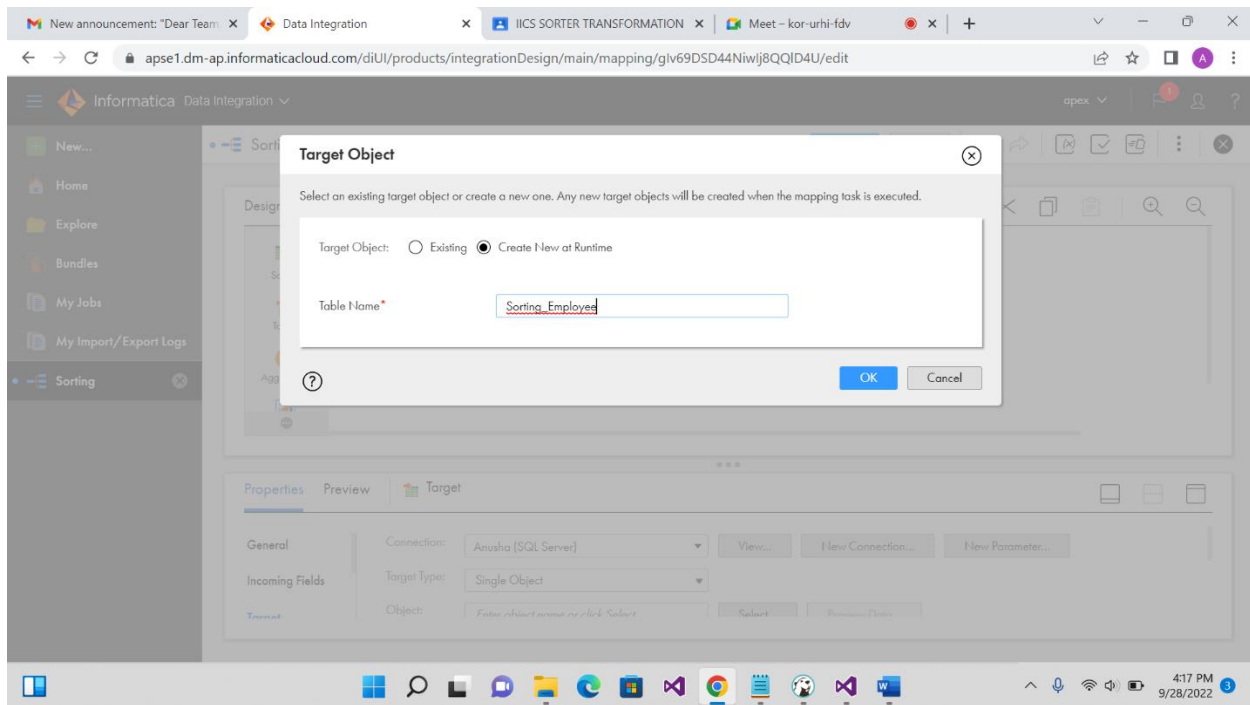 New announcement: "Dear Team
Data Integration
IICS SORTER TRANSFORMATION
Meet – kor-urhi-fdv
apse1.dm-ap.informaticacloud.com/diUI/products/integrationDesign/main/mapping/
Informatica Data Integration
apex
1
?
New...
Home
Explore
Bundles
My Jobs
My Import/Export Logs
Sorting
Target Object
Select an existing target object or create a new one. Any new target objects will be created when the mapping task is executed.
Target Object: Existing Create New at Runtime
Table Name* Sorting_Employee
?
OK Cancel
Properties Preview Target
General
Connection: Anusha (SQL Server) View... New Connection... New Parameter...
Incoming Fields
Target Type: Single Object
Target
Object: Enter object name or click Select Select... Preview Data
4:17 PM
9/28/2022
3